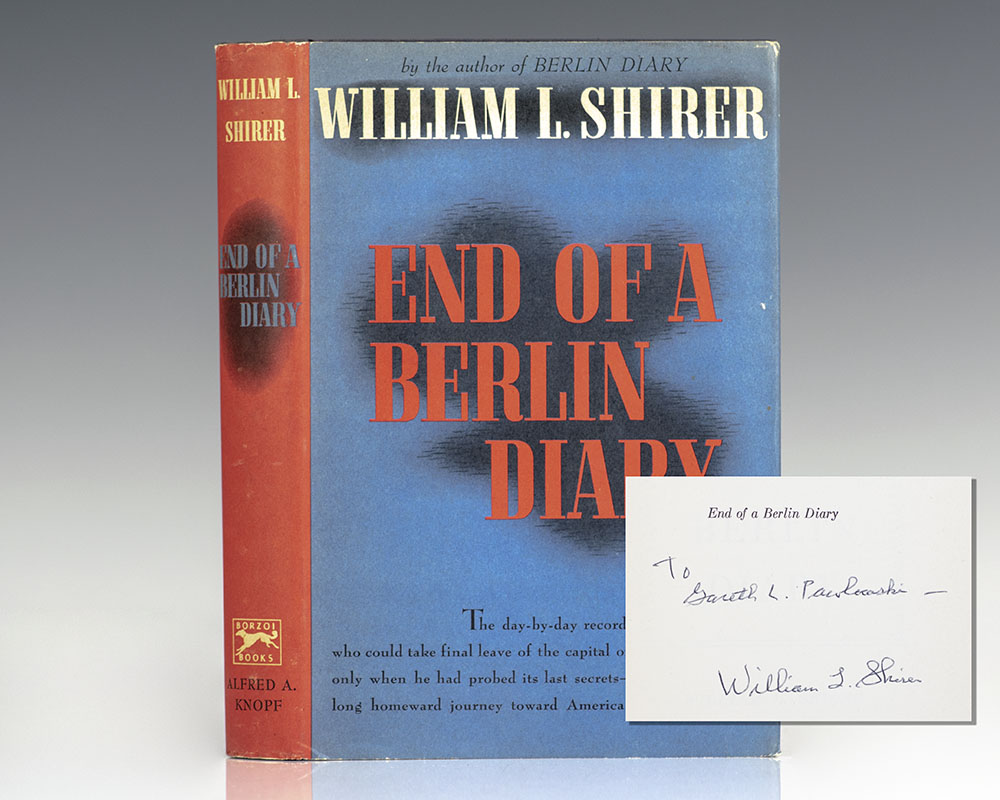 WILLIAM L.
SHIRER
END OF A
BERLIN
DIARY
BORZOI
BOOKS
ALFRED A.
KNOPF
by the author of BERLIN DIARY
WILLIAM L. SHIRER
END OF A
BERLIN
DIARY
The day-by-day record
who could take final leave of the capital o
only when he had probed its last secrets—
long homeward journey toward America
End of a Berlin Diary
To
Gareth L. Pawlowski —
William L. Shirer